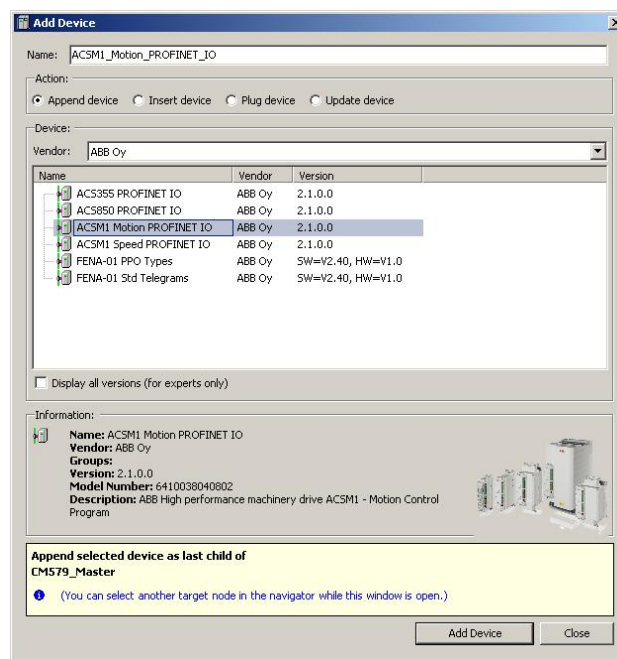 Add Device
Name: ACSM1_Motion_PROFINET_IO
Action:
Append device Insert device Plug device Update device
Device:
Vendor: ABB Oy
Name Vendor Version
ACS355 PROFINET IO ABB Oy 2.1.0.0
ACS850 PROFINET IO ABB Oy 2.1.0.0
ACSM1 Motion PROFINET IO ABB Oy 2.1.0.0
ACSM1 Speed PROFINET IO ABB Oy 2.1.0.0
FENA-01 PPO Types ABB Oy SW=V2.40, HW=V1.0
FENA-01 Std Telegrams ABB Oy SW=V2.40, HW=V1.0
Display all versions (for experts only)
Information:
Name: ACSM1 Motion PROFINET IO
Vendor: ABB Oy
Groups:
Version: 2.1.0.0
Model Number: 6410038040802
Description: ABB High performance machinery drive ACSM1 - Motion Control
Program
Append selected device as last child of
CM579_Master
(You can select another target node in the navigator while this window is open.)
Add Device Close